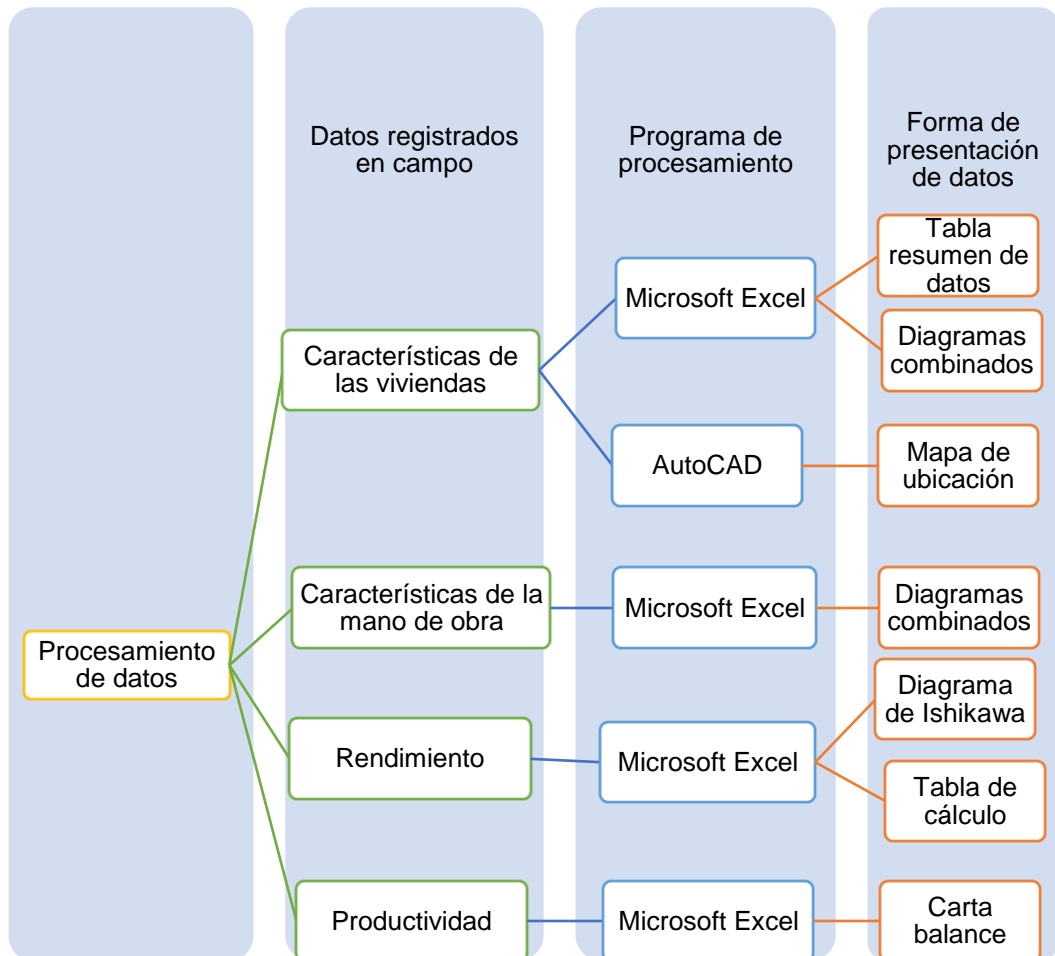 Datos registrados
en campo
Programa de
procesamiento
Forma de
presentación
de datos
Procesamiento
de datos
Característícas de
las viviendas
Microsoft Excel
Tabla
resumen de
datos
Diagramas
combinados
AutoCAD
Mapa de
ubicación
Características de la
mano de obra
Microsoft Excel
Diagramas
combinados
Rendimiento
Microsoft Excel
Diagrama
de Ishikawa
Tabla de
cálculo
Productividad
Microsoft Excel
Carta
balance